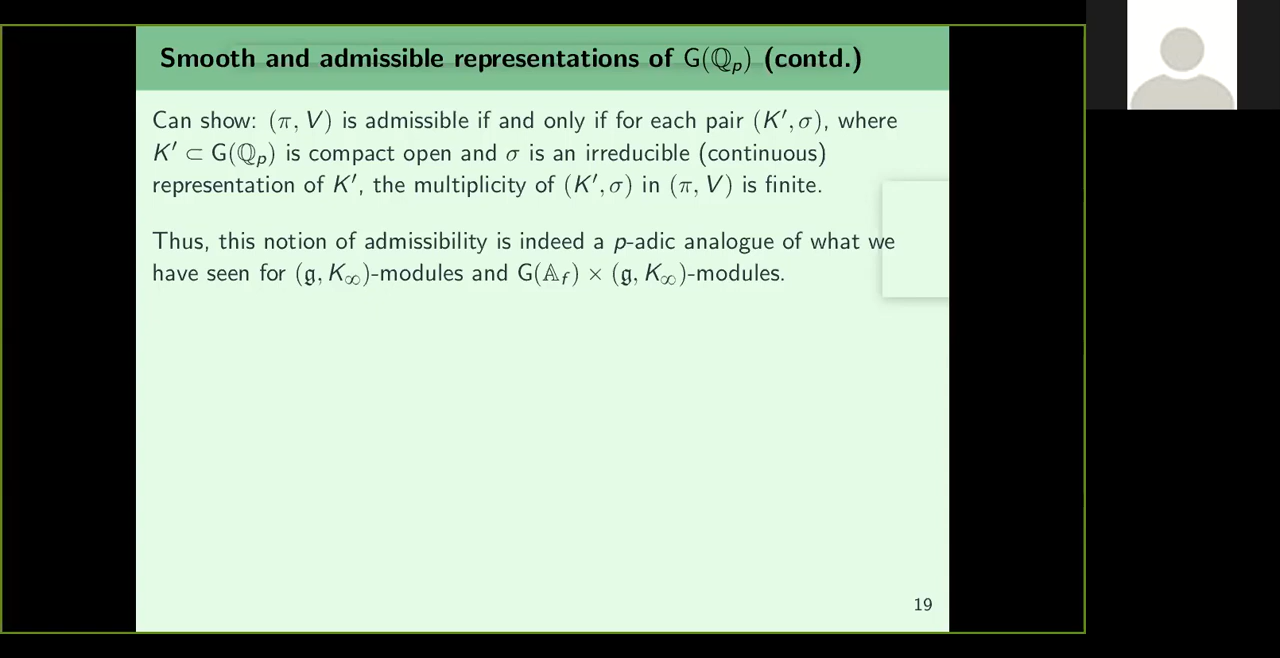 Smooth and admissible representations of G(ℚ_p) (contd.)
Can show: (π, V) is admissible if and only if for each pair (K′, σ), where
K′ ⊂ G(ℚ_p) is compact open and σ is an irreducible (continuous)
representation of K′, the multiplicity of (K′, σ) in (π, V) is finite.
Thus, this notion of admissibility is indeed a p-adic analogue of what we
have seen for (𝔤, K_∞)-modules and G(𝔸_f) × (𝔤, K_∞)-modules.
19